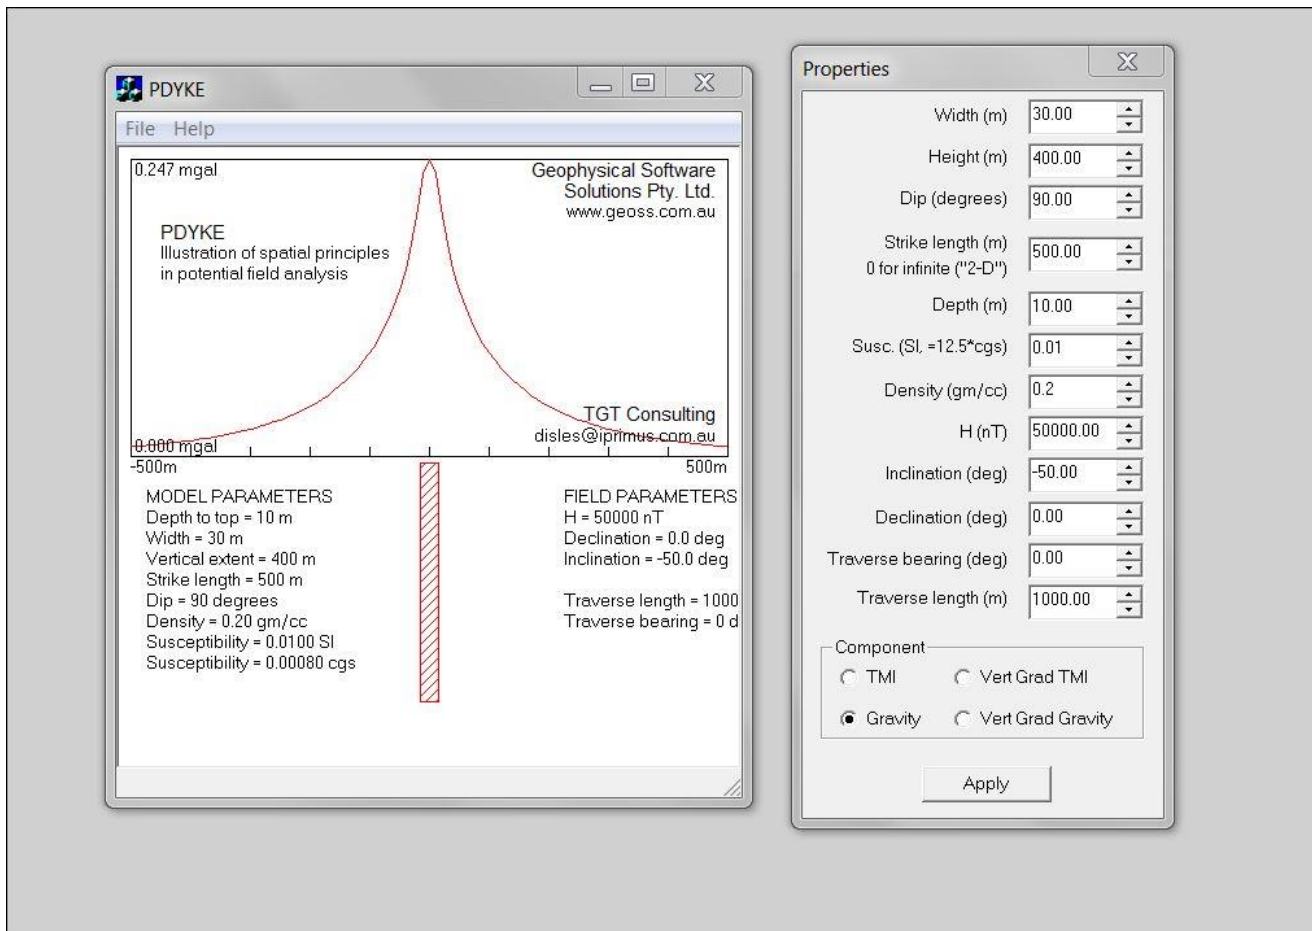 PDYKE
File Help
0.247 mgal
Geophysical Software
Solutions Pty. Ltd.
www.geoss.com.au
PDYKE
Illustration of spatial principles
in potential field analysis
TGT Consulting
disles@iprimus.com.au
0.000 mgal
-500m
500m
MODEL PARAMETERS
Depth to top = 10 m
Width = 30 m
Vertical extent = 400 m
Strike length = 500 m
Dip = 90 degrees
Density = 0.20 gm/cc
Susceptibility = 0.0100 SI
Susceptibility = 0.00080 cgs
FIELD PARAMETERS
H = 50000 nT
Declination = 0.0 deg
Inclination = -50.0 deg
Traverse length = 1000
Traverse bearing = 0 d
Properties
Width (m) 30.00
Height (m) 400.00
Dip (degrees) 90.00
Strike length (m)
0 for infinite ("2-D") 500.00
Depth (m) 10.00
Susc. (SI, =12.5*cgs) 0.01
Density (gm/cc) 0.2
H (nT) 50000.00
Inclination (deg) -50.00
Declination (deg) 0.00
Traverse bearing (deg) 0.00
Traverse length (m) 1000.00
Component
TMI Vert Grad TMI
Gravity Vert Grad Gravity
Apply